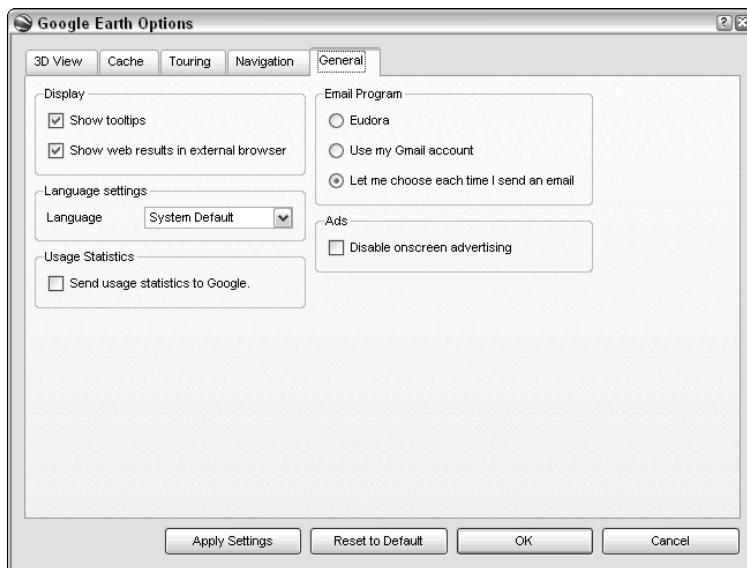 Google Earth Options
3D View
Cache
Touring
Navigation
General
Display
Show tooltips
Show web results in external browser
Language settings
Language
System Default
Usage Statistics
Send usage statistics to Google.
Email Program
Eudora
Use my Gmail account
Let me choose each time I send an email
Ads
Disable onscreen advertising
Apply Settings
Reset to Default
OK
Cancel